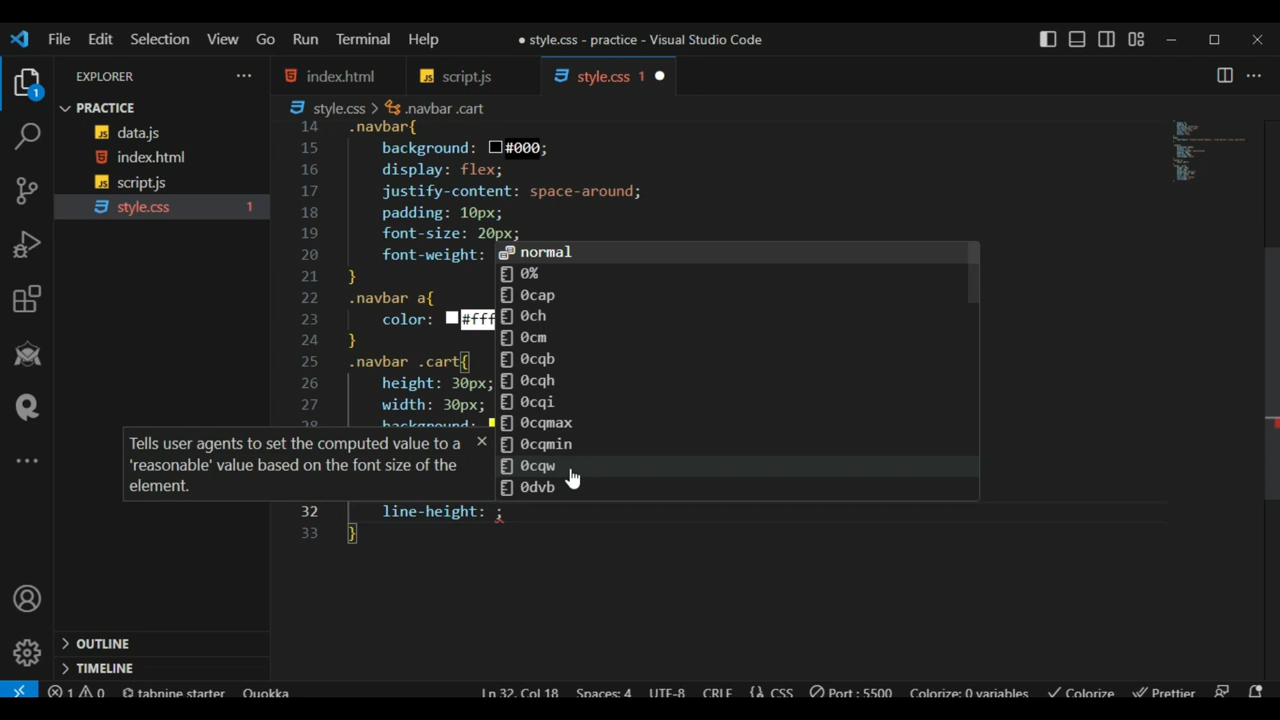 File Edit Selection View Go Run Terminal Help
● style.css - practice - Visual Studio Code
EXPLORER ···
index.html
script.js
style.css 1 ●
1
PRACTICE
data.js
index.html
script.js
style.css 1
OUTLINE
TIMELINE
style.css > .navbar .cart
14 .navbar{
15 background: #000;
16 display: flex;
17 justify-content: space-around;
18 padding: 10px;
19 font-size: 20px;
20 font-weight:
21 }
22 .navbar a{
23 color: #fff
24 }
25 .navbar .cart{
26 height: 30px;
27 width: 30px;
28 background:
32 line-height: ;
33 }
normal
0%
0cap
0ch
0cm
0cqb
0cqh
0cqi
0cqmax
0cqmin
0cqw
0dvb
Tells user agents to set the computed value to a
'reasonable' value based on the font size of the
element.
1 0 tabnine starter Quokka Ln 32, Col 18 Spaces: 4 UTF-8 CRLF {} CSS Port : 5500 Colorize: 0 variables Colorize Prettier